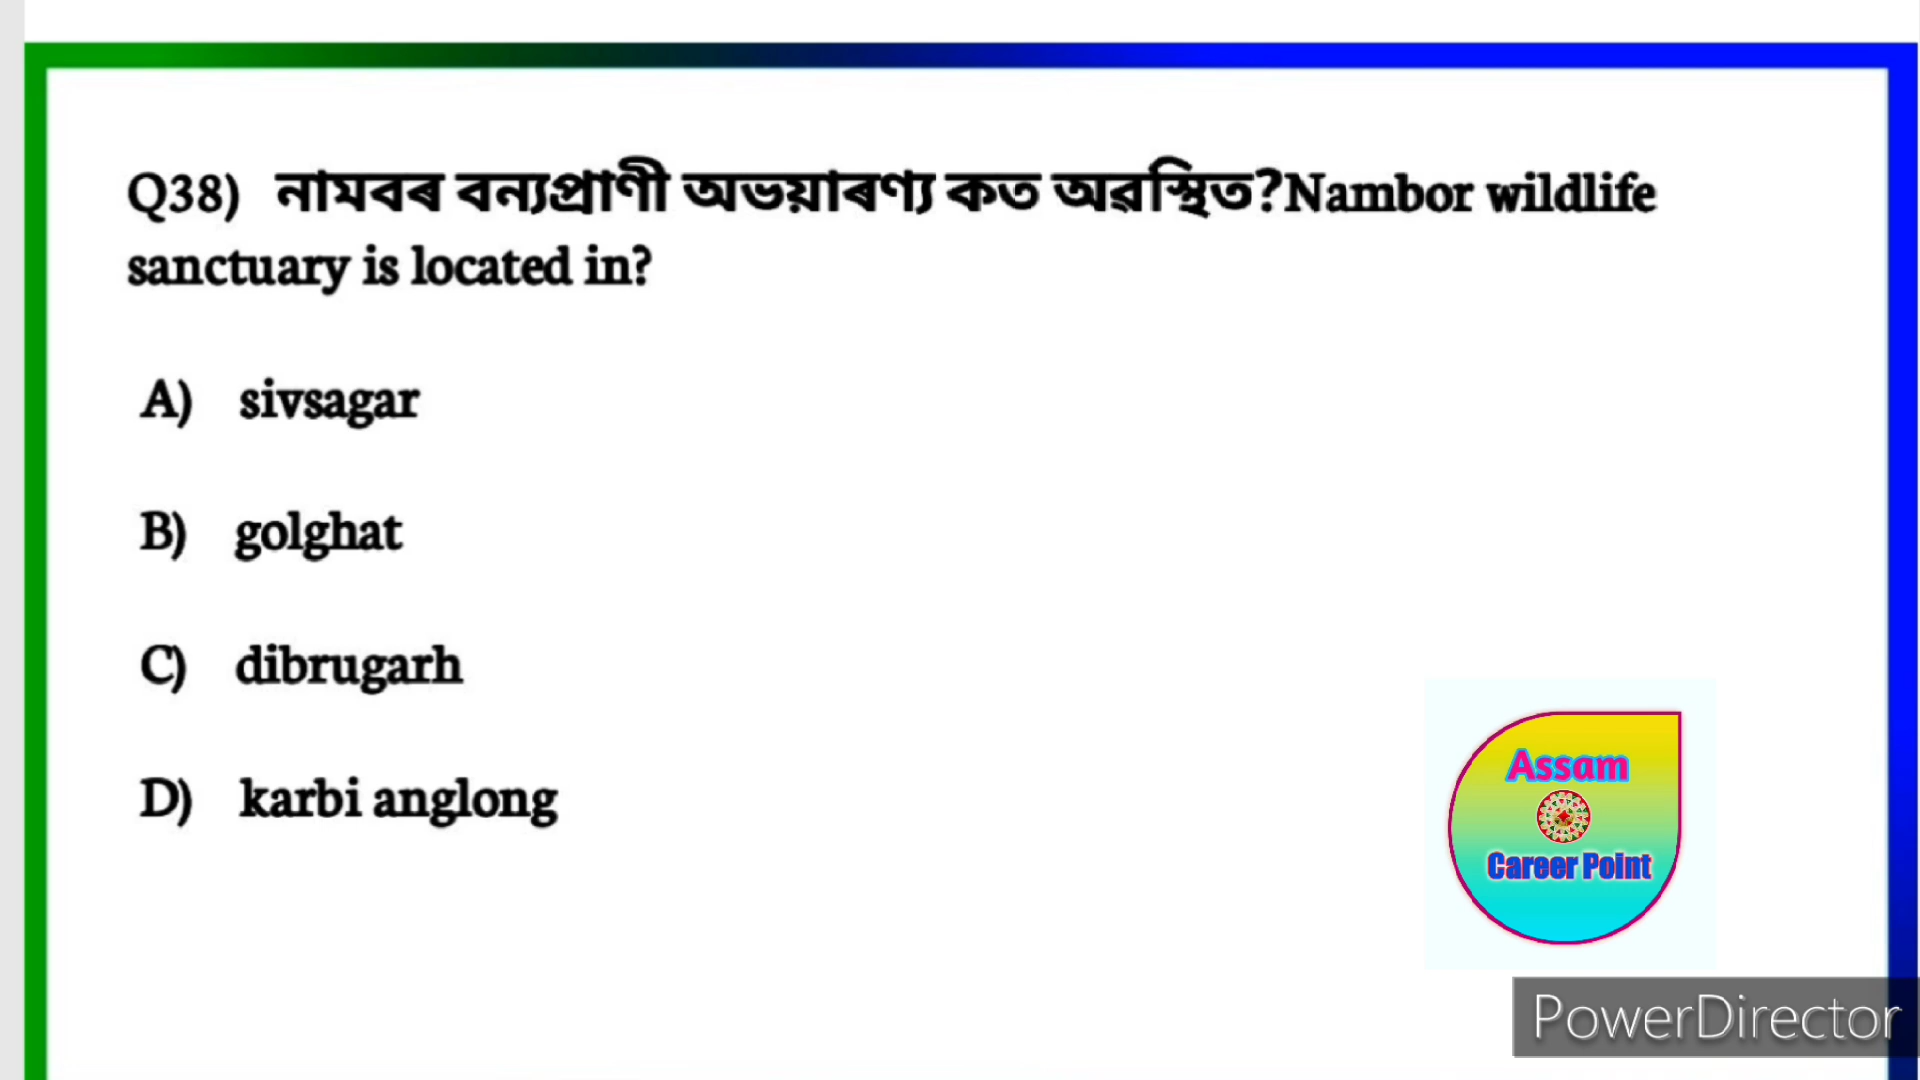 Q38) নামবৰ বন্যপ্ৰাণী অভয়াৰণ্য কত অৱস্থিত?Nambor wildlife
sanctuary is located in?
A) sivsagar
B) golghat
C) dibrugarh
D) karbi anglong
Assam
Career Point
PowerDirector